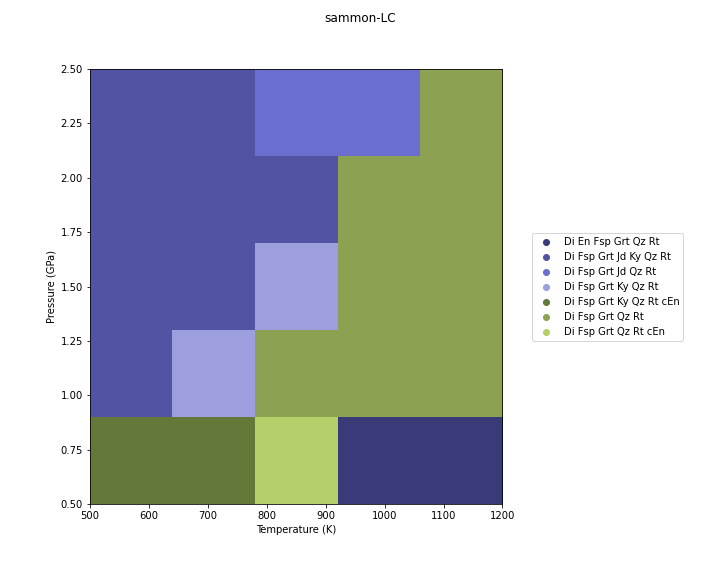 sammon-LC
2.50
2.25
2.00
1.75
1.50
1.25
1.00
0.75
0.50
Pressure (GPa)
500 600 700 800 900 1000 1100 1200
Temperature (K)
Di En Fsp Grt Qz Rt
Di Fsp Grt Jd Ky Qz Rt
Di Fsp Grt Jd Qz Rt
Di Fsp Grt Ky Qz Rt
Di Fsp Grt Ky Qz Rt cEn
Di Fsp Grt Qz Rt
Di Fsp Grt Qz Rt cEn